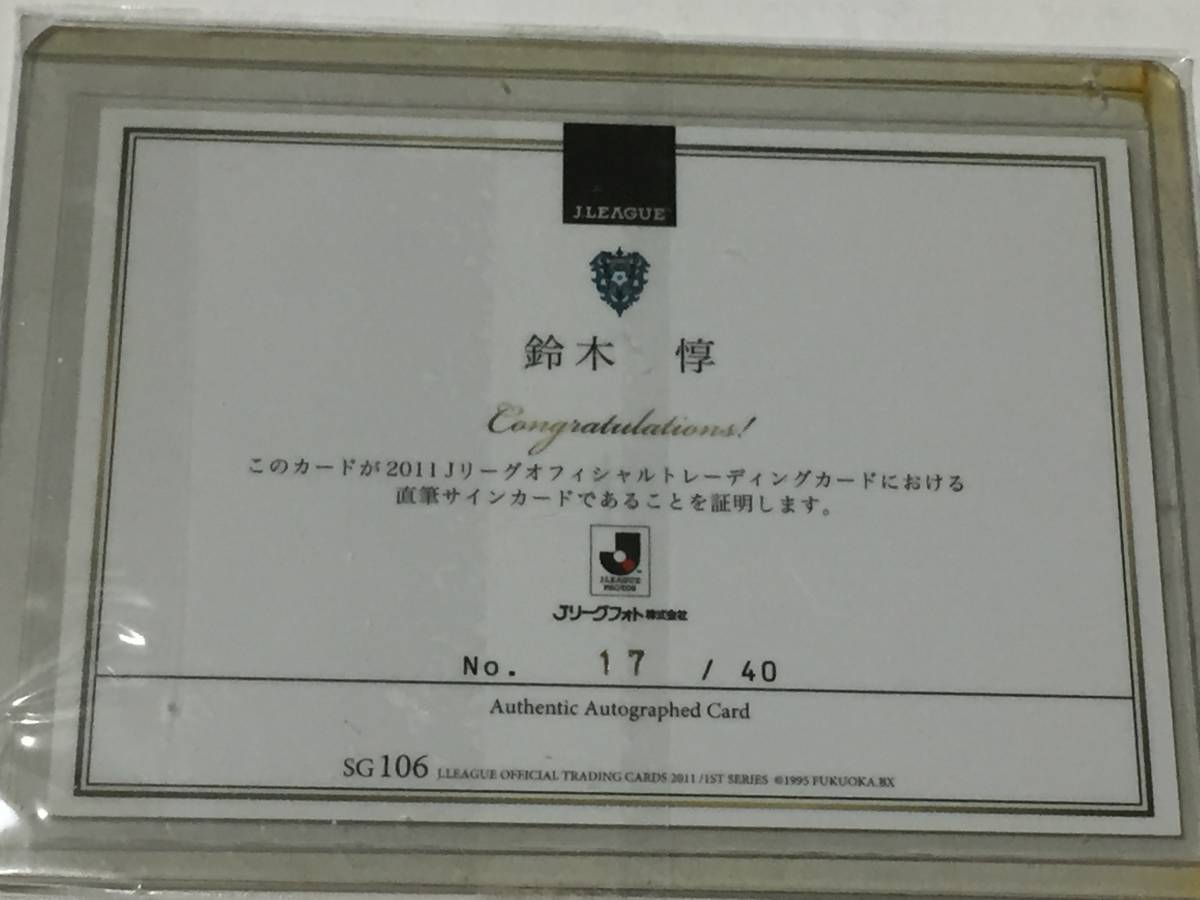 J.LEAGUE
鈴木 惇
Congratulations!
このカードが2011 Jリーグオフィシャルトレーディングカードにおける
直筆サインカードであることを証明します。
J.LEAGUE
PHOTOS
Jリーグフォト株式会社
No. 17 / 40
Authentic Autographed Card
SG 106 J.LEAGUE OFFICIAL TRADING CARDS 2011 /1ST SERIES ©1995 FUKUOKA.BX